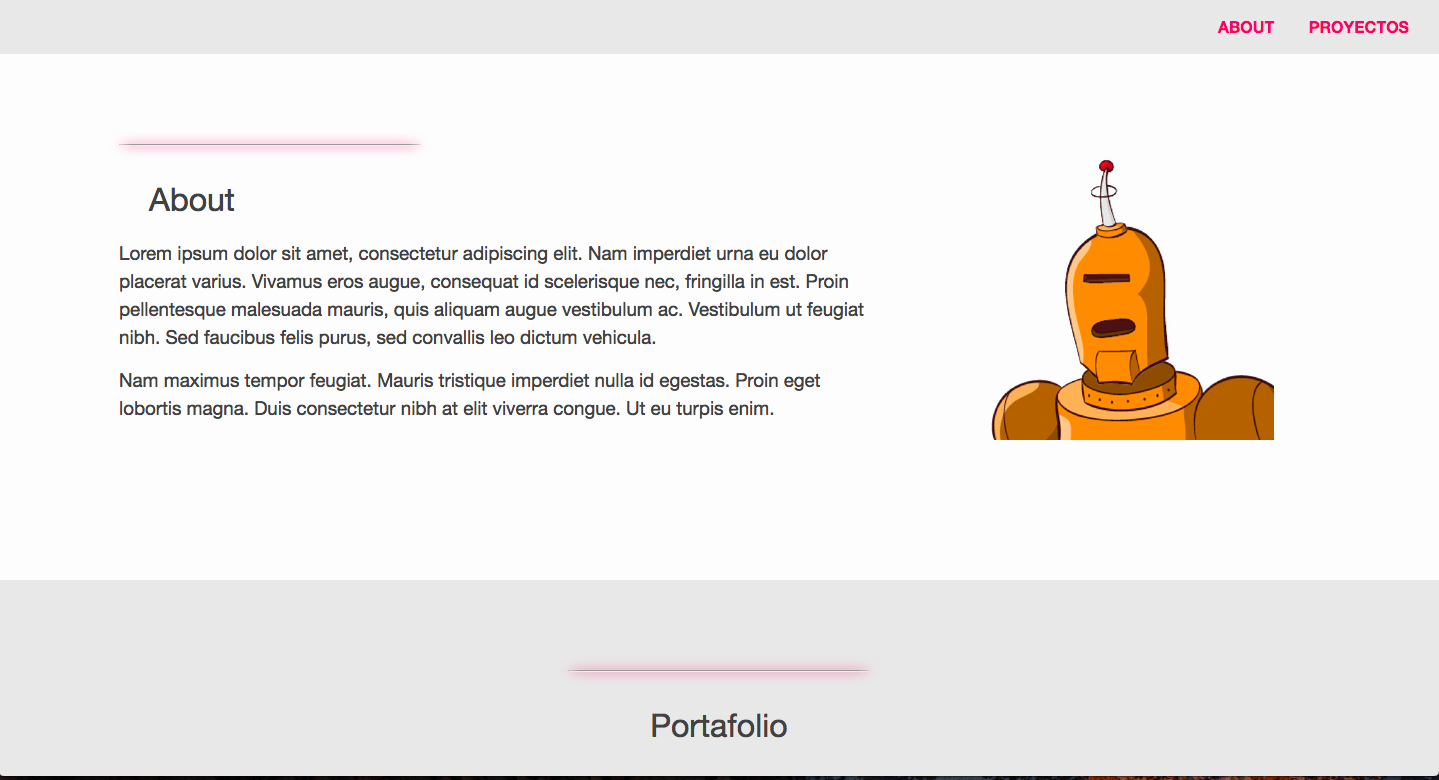 ABOUT PROYECTOS
About
Lorem ipsum dolor sit amet, consectetur adipiscing elit. Nam imperdiet urna eu dolor
placerat varius. Vivamus eros augue, consequat id scelerisque nec, fringilla in est. Proin
pellentesque malesuada mauris, quis aliquam augue vestibulum ac. Vestibulum ut feugiat
nibh. Sed faucibus felis purus, sed convallis leo dictum vehicula.
Nam maximus tempor feugiat. Mauris tristique imperdiet nulla id egestas. Proin eget
lobortis magna. Duis consectetur nibh at elit viverra congue. Ut eu turpis enim.
Portafolio